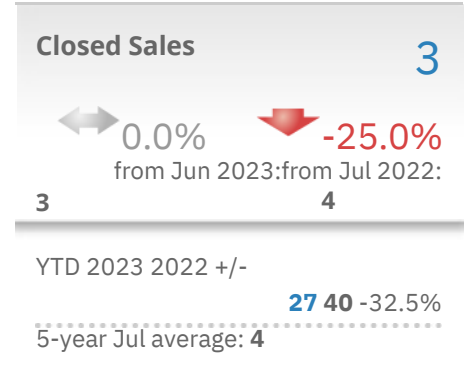 Closed Sales 3
0.0% -25.0%
from Jun 2023:from Jul 2022:
3 4
YTD 2023 2022 +/-
27 40 -32.5%
5-year Jul average: 4